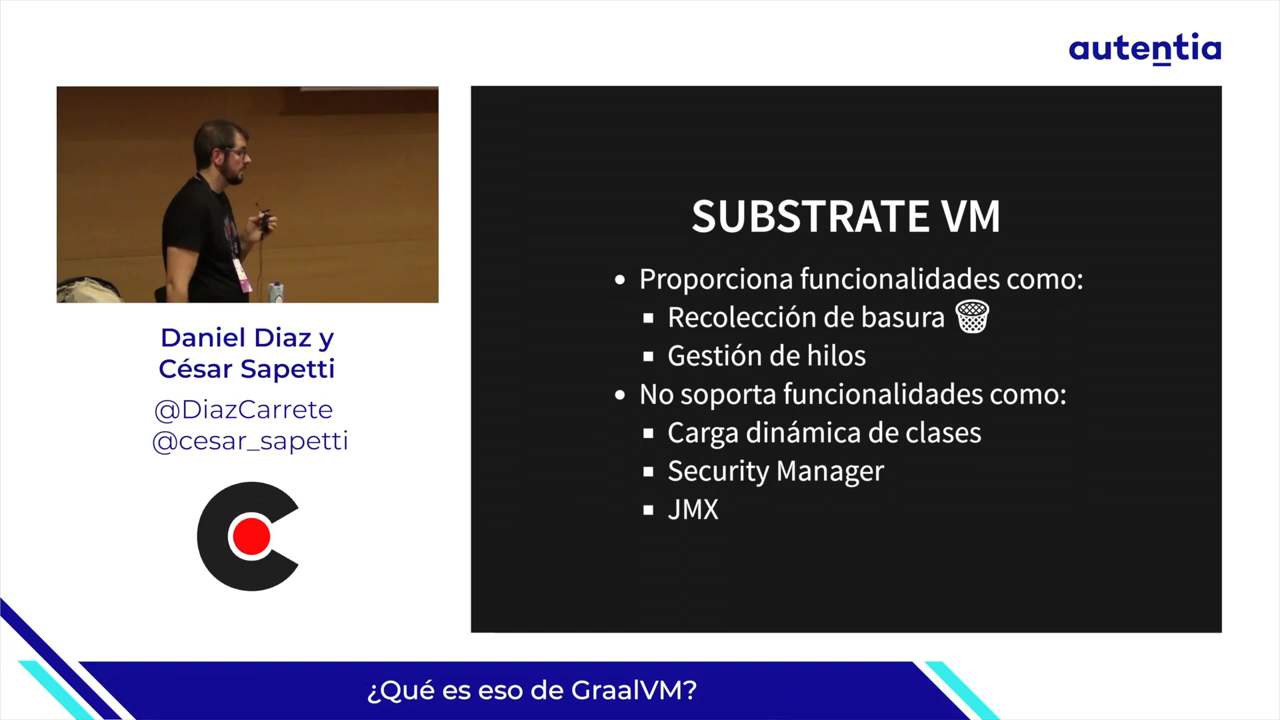 autentia
SUBSTRATE VM
Proporciona funcionalidades como:
Recolección de basura
Gestión de hilos
No soporta funcionalidades como:
Carga dinámica de clases
Security Manager
JMX
Daniel Diaz y
César Sapetti
@DiazCarrete
@cesar_sapetti
¿Qué es eso de GraalVM?